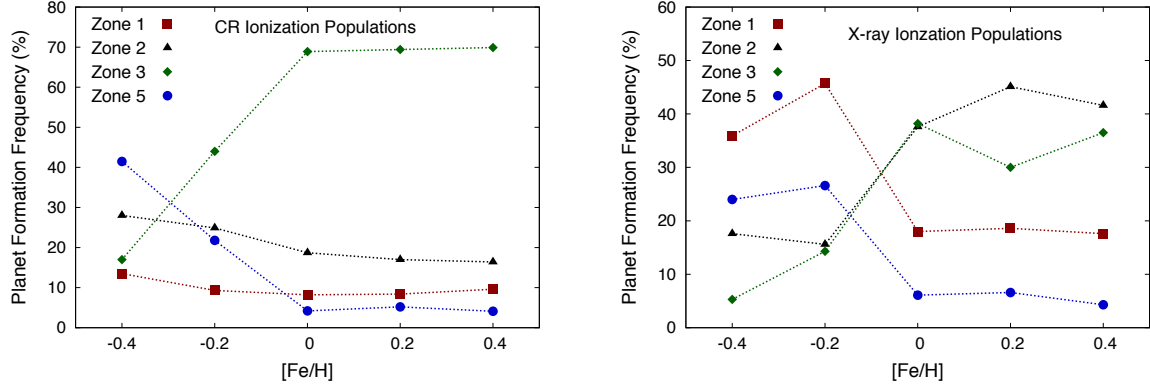 CR Ionization Populations
Zone 1
Zone 2
Zone 3
Zone 5
Planet Formation Frequency (%)
80
70
60
50
40
30
20
10
0
-0.4 -0.2 0 0.2 0.4
[Fe/H]
X-ray Ionzation Populations
Zone 1
Zone 2
Zone 3
Zone 5
Planet Formation Frequency (%)
60
50
40
30
20
10
0
-0.4 -0.2 0 0.2 0.4
[Fe/H]